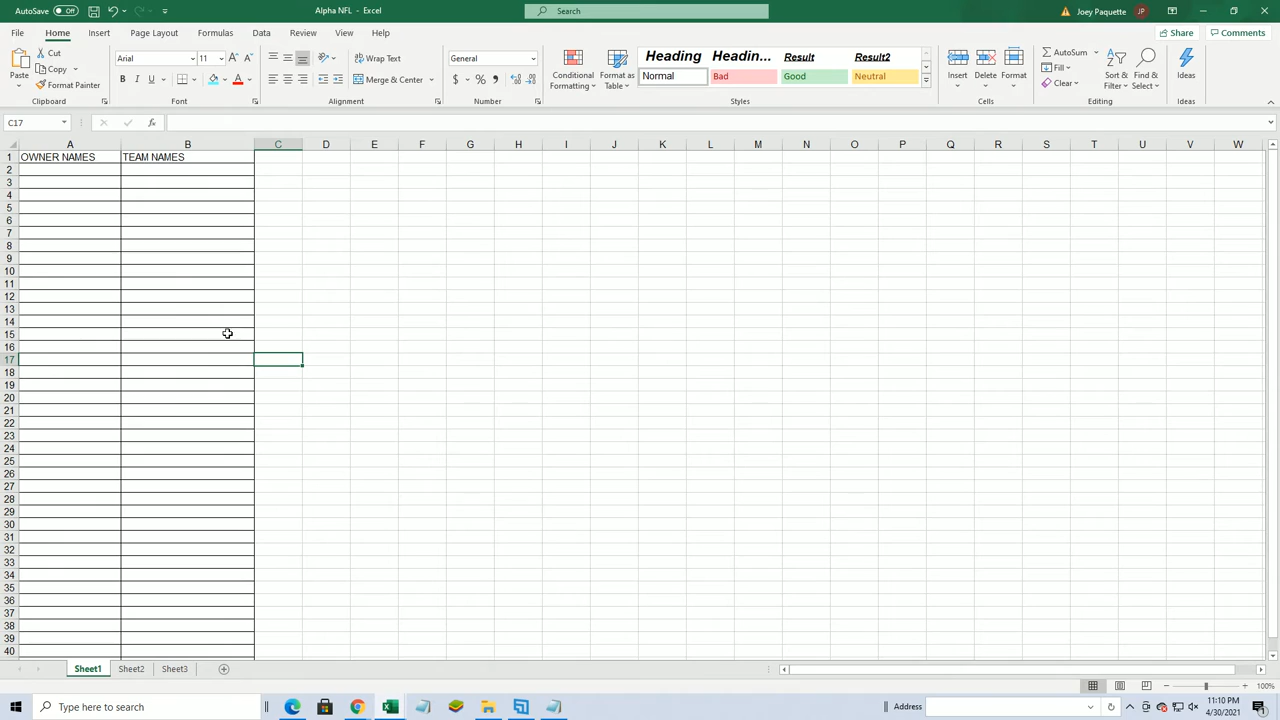 AutoSave Off Alpha NFL - Excel Search Joey Paquette JP
File Home Insert Page Layout Formulas Data Review View Help Share Comments
Paste Cut Copy Format Painter Clipboard
Arial 11 A A B I U A Font
Wrap Text Merge & Center Alignment
General $ % 9 Number
Conditional Formatting Format as Table
Heading Headin... Result Result2
Normal Bad Good Neutral
Styles
Insert Delete Format Cells
AutoSum Fill Clear Sort & Filter Find & Select Editing
Ideas Ideas
C17 fx
A B C D E F G H I J K L M N O P Q R S T U V W
1 OWNER NAMES TEAM NAMES
2
3
4
5
6
7
8
9
10
11
12
13
14
15
16
17
18
19
20
21
22
23
24
25
26
27
28
29
30
31
32
33
34
35
36
37
38
39
40
Sheet1 Sheet2 Sheet3
100%
Type here to search Address 11:10 PM
4/30/2021 1